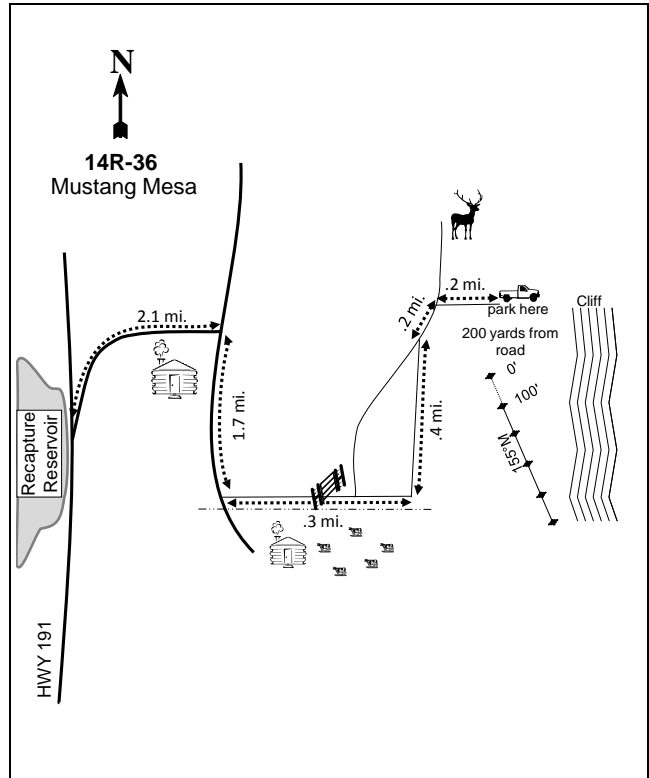 N
14R-36
Mustang Mesa
2.1 mi.
.2 mi.
.2 mi.
park here
Cliff
200 yards from
road
0'
100'
155°M
1.7 mi.
.4 mi.
.3 mi.
Recapture
Reservoir
HWY 191